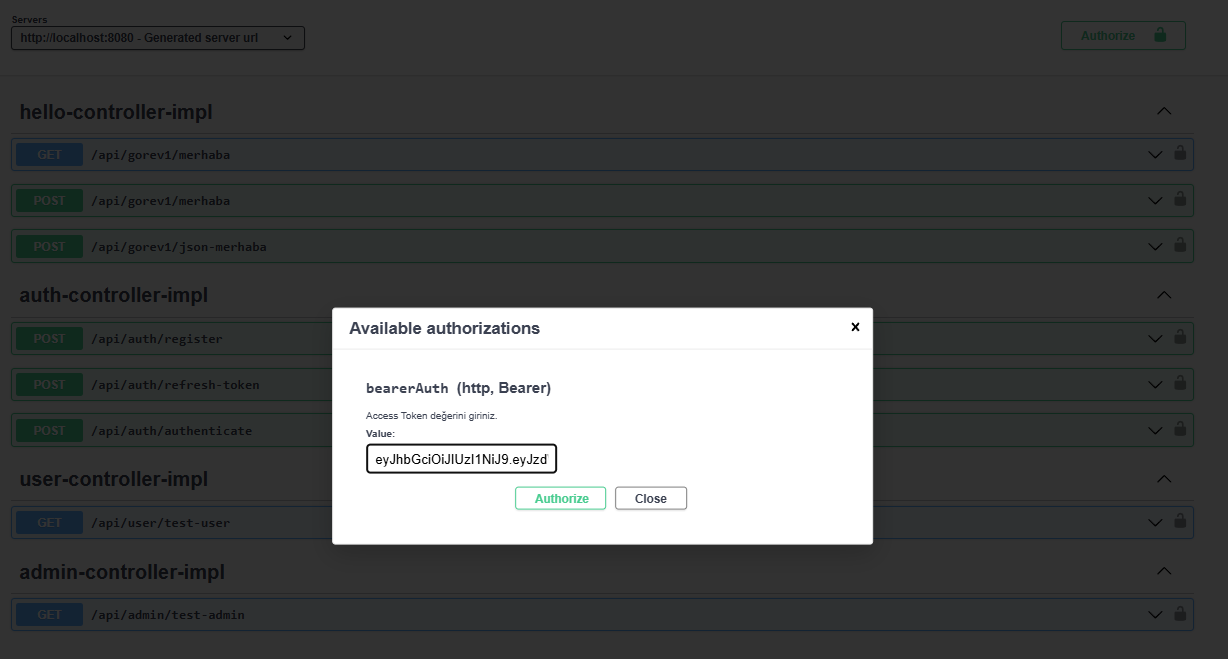 Servers
http://localhost:8080 - Generated server url
Authorize
hello-controller-impl
GET /api/gorev1/merhaba
POST /api/gorev1/merhaba
POST /api/gorev1/json-merhaba
auth-controller-impl
POST /api/auth/register
POST /api/auth/refresh-token
POST /api/auth/authenticate
user-controller-impl
GET /api/user/test-user
admin-controller-impl
GET /api/admin/test-admin
Available authorizations
bearerAuth (http, Bearer)
Access Token değerini giriniz.
Value:
eyJhbGciOiJIUzI1NiJ9.eyJzd
Authorize Close